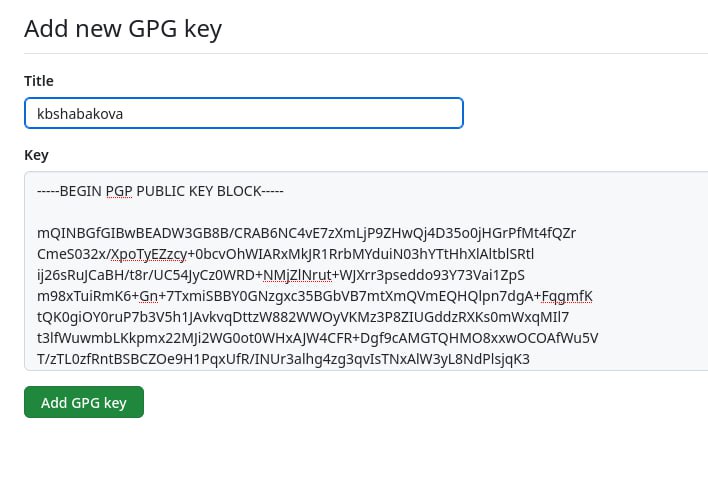 Add new GPG key
Title
kbshabakova
Key
-----BEGIN PGP PUBLIC KEY BLOCK-----
mQINBGfGIBwBEADW3GB8B/CRAB6NC4vE7zXmLjP9ZHwQj4D35o0jHGrPfMt4fQZr
CmeS032x/XpoTyEZzcy+0bcvOhWIARxMkJR1RrbMYduiN03hYTtHhXlAltblSRtl
ij26sRuJCaBH/t8r/UC54JyCz0WRD+NMjZlNrut+WJXrr3pseddo93Y73Vai1ZpS
m98xTuiRmK6+Gn+7TxmiSBBY0GNzgxc35BGbVB7mtXmQVmEQHQlpn7dgA+FqgmfK
tQK0giOY0ruP7b3V5h1JAvkvqDttzW882WWOyVKMz3P8ZIUGddzRXKs0mWxqMIl7
t3lfWuwmbLKkpmx22MJi2WG0ot0WHxAJW4CFR+Dgf9cAMGTQHMO8xxwOCOAfWu5V
T/zTL0zfRntBSBCZOe9H1PqxUfR/INUr3alhg4zg3qvIsTNxAlW3yL8NdPlsjqK3
Add GPG key